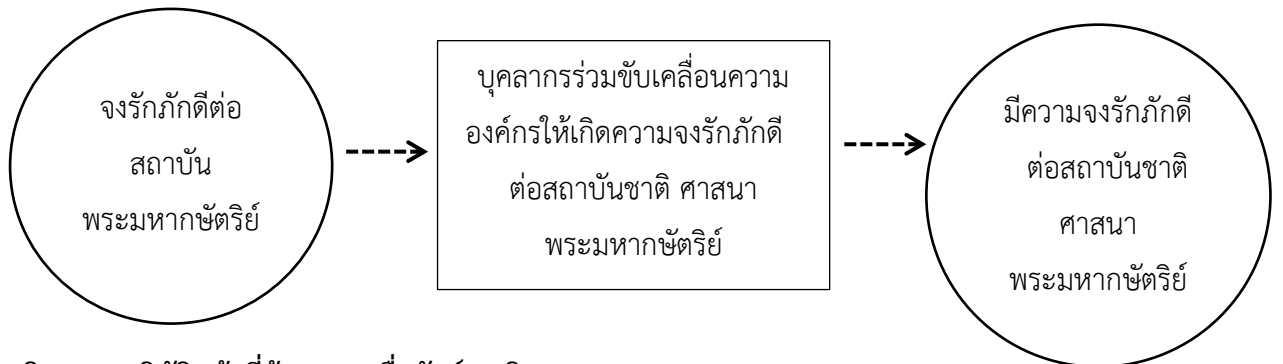 จงรักภักดีต่อ
สถาบัน
พระมหากษัตริย์
บุคลากรร่วมขับเคลื่อนความ
องค์กรให้เกิดความจงรักภักดี
ต่อสถาบันชาติ ศาสนา
พระมหากษัตริย์
มีความจงรักภักดี
ต่อสถาบันชาติ
ศาสนา
พระมหากษัตริย์